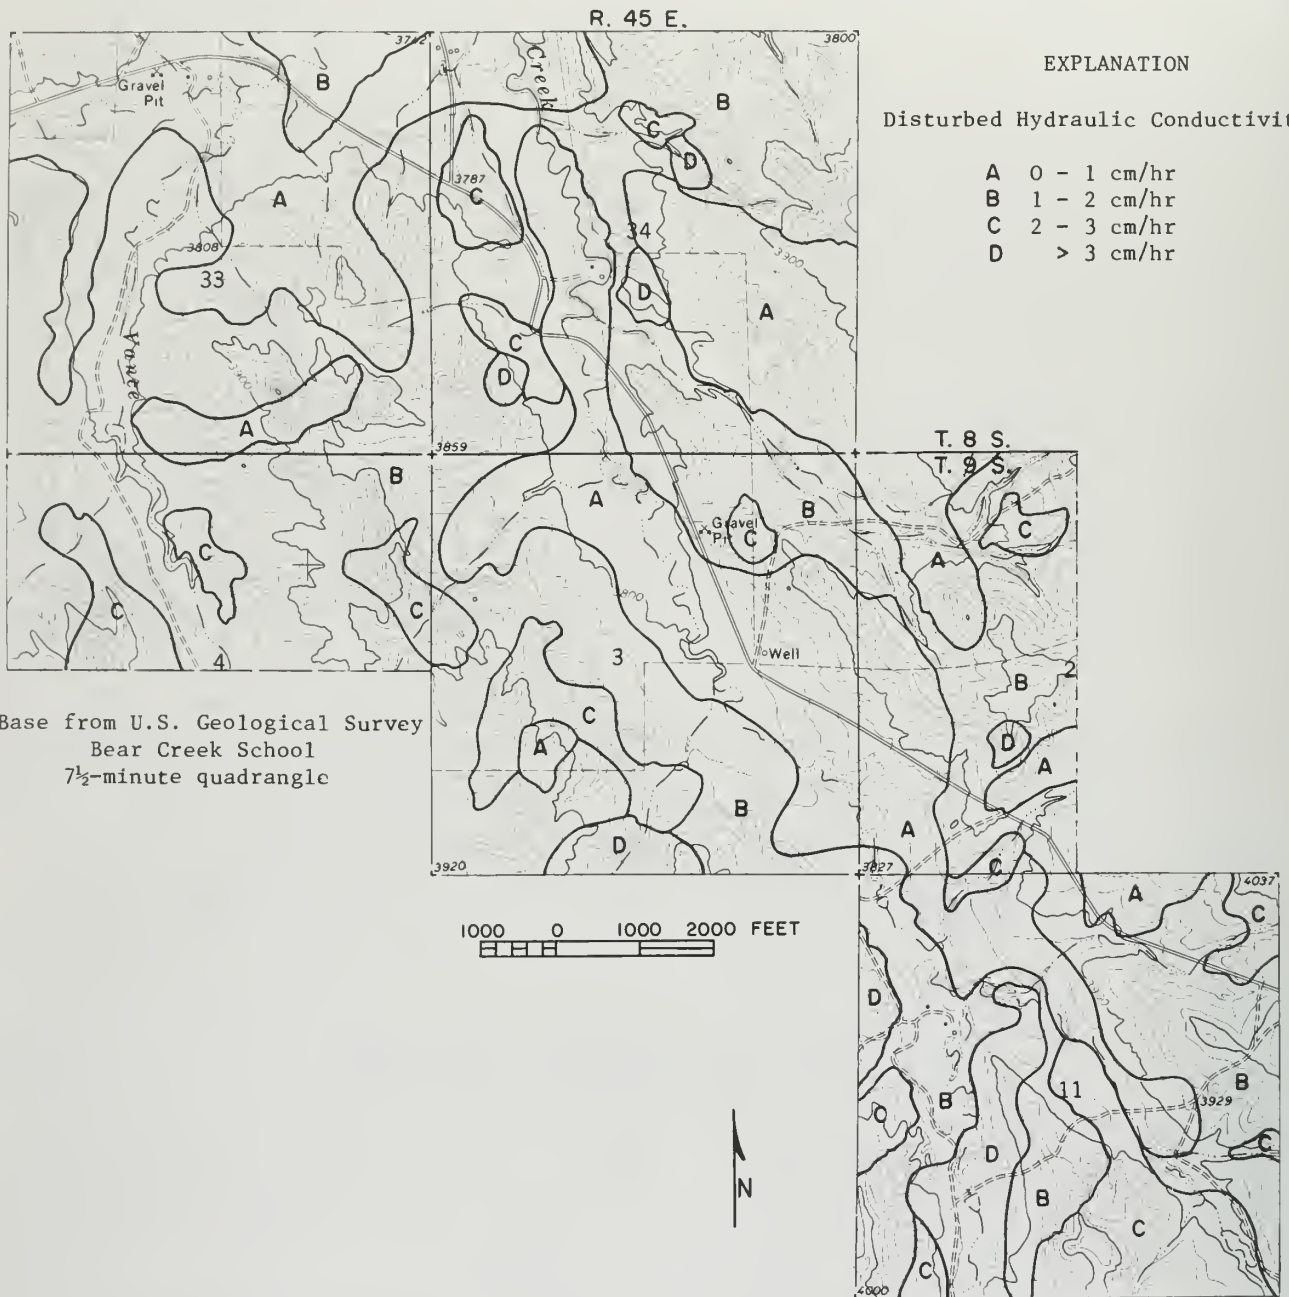 R. 45 E.
3742
3800
EXPLANATION
Disturbed Hydraulic Conductivit
A 0 - 1 cm/hr
B 1 - 2 cm/hr
C 2 - 3 cm/hr
D > 3 cm/hr
Gravel
Pit
B
Creek
B
C
D
3787
C
A
3808
34
33
3900
D
A
C
D
Vance
A
3859
T. 8 S.
T. 9 S.
B
A
B
Gravel
Pit
C
C
A
C
3800
C
C
4
3
Well
B
2
C
A
D
A
Base from U.S. Geological Survey
Bear Creek School
7½-minute quadrangle
B
A
D
C
3920
3827
A
4037
C
1000 0 1000 2000 FEET
D
11
B
B
3929
C
D
N
B
C
C
4000